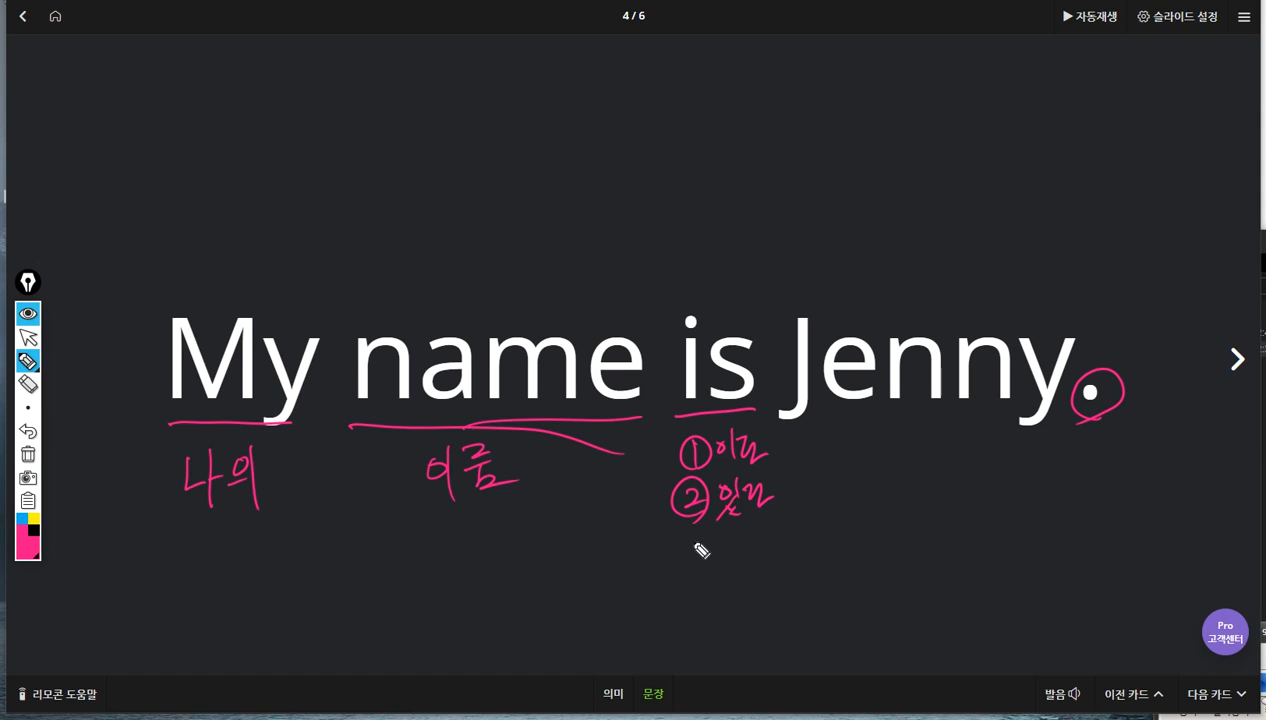 4 / 6
자동재생
슬라이드 설정
My name is Jenny.
나의
이름
① 이다
② 있다
Pro
고객센터
리모콘 도움말
의미
문장
발음
이전 카드
다음 카드